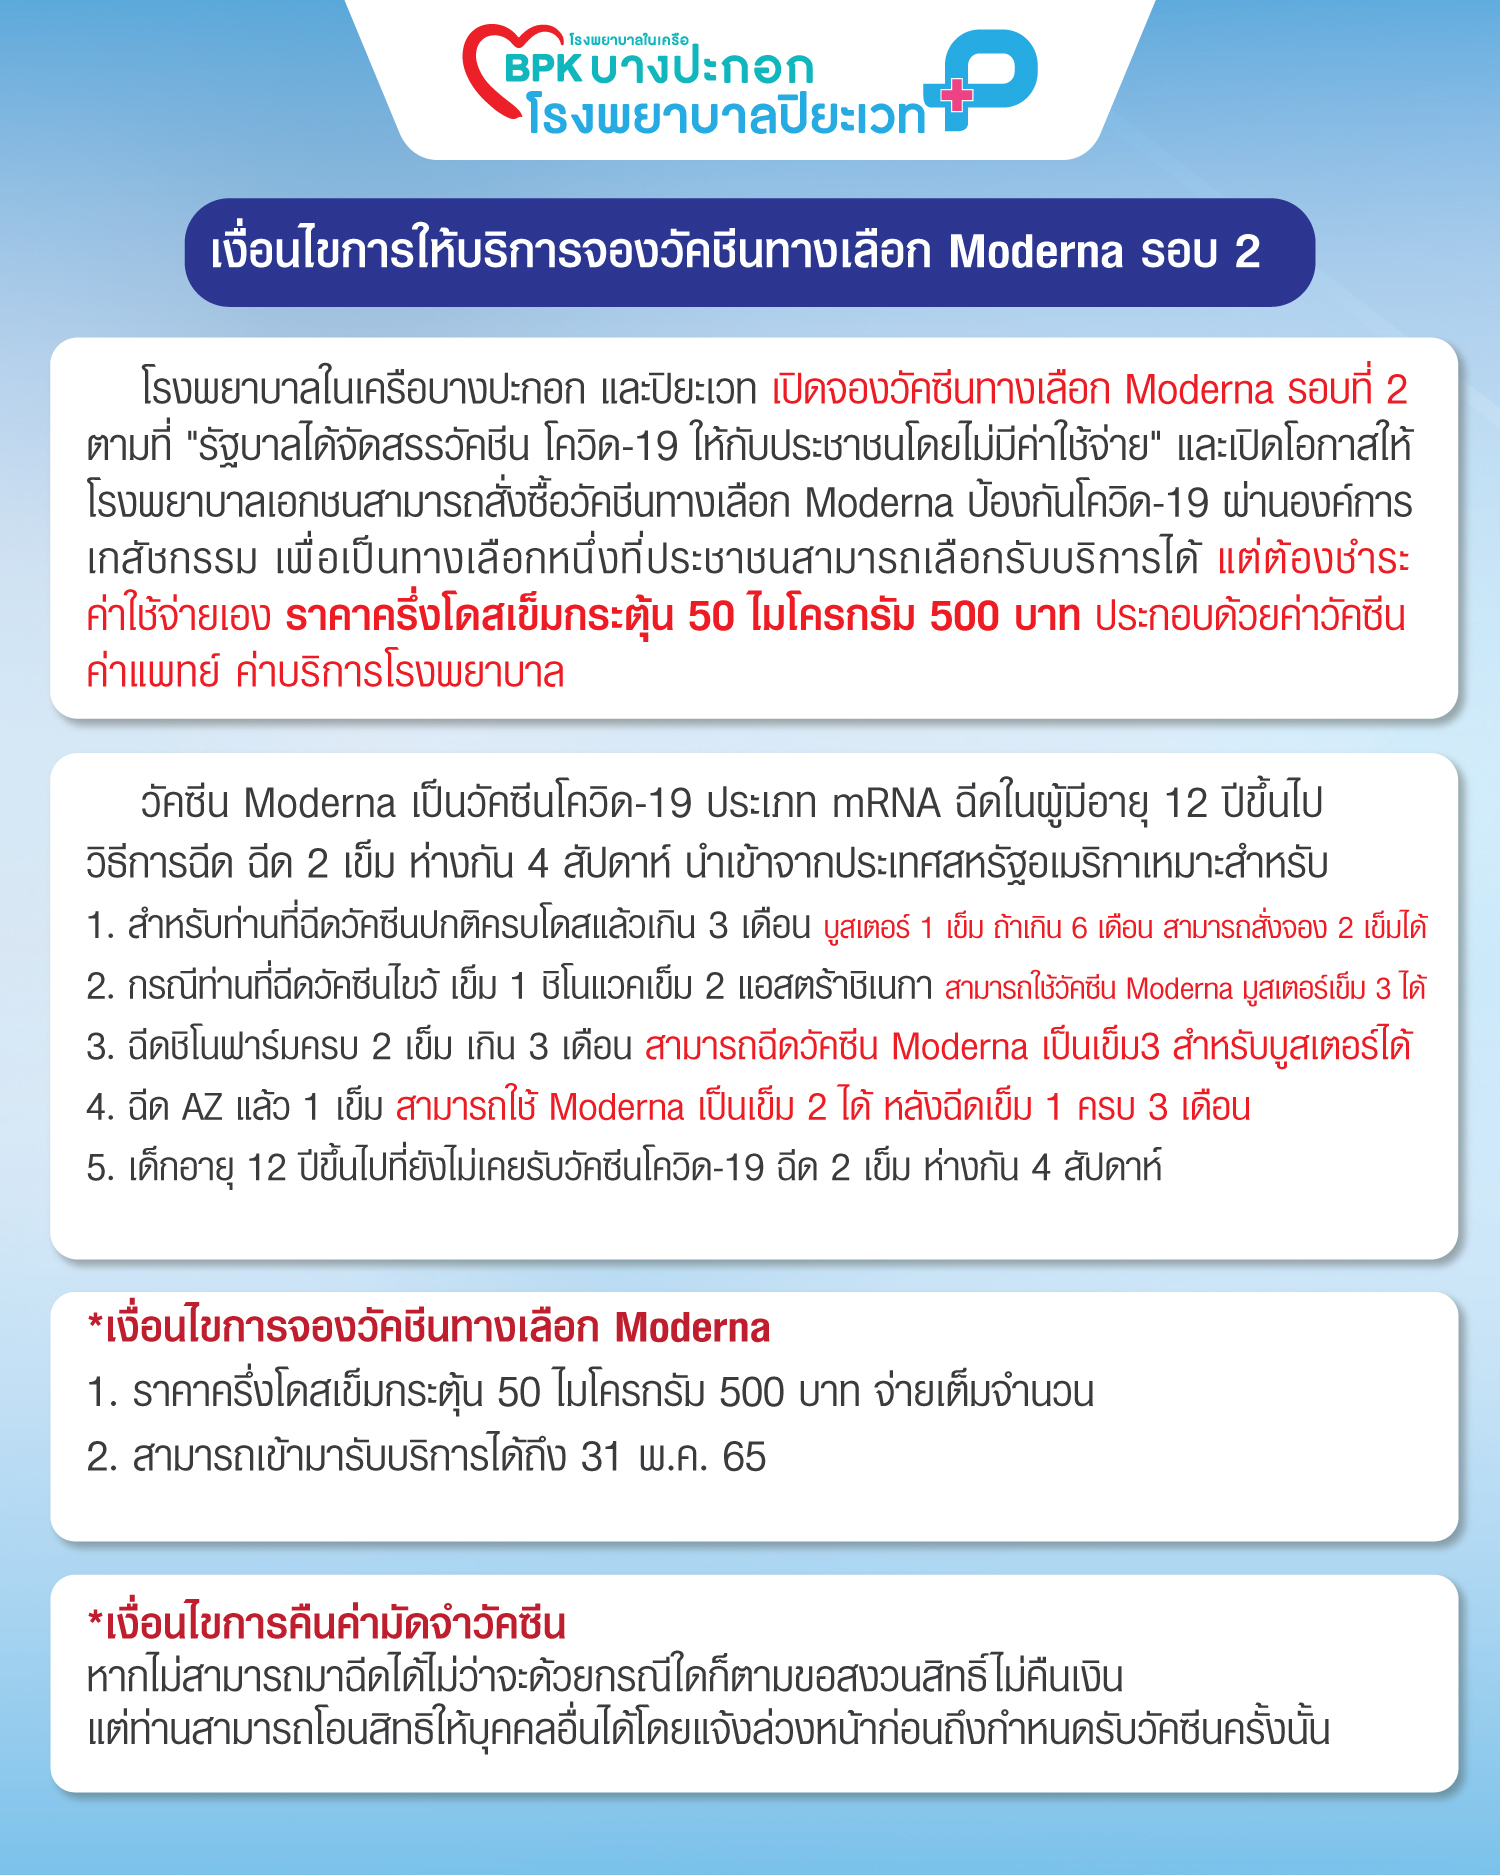 โรงพยาบาลในเครือ
BPK บางปะกอก
โรงพยาบาลปิยะเวท
เงื่อนไขการให้บริการจองวัคชีนทางเลือก Moderna รอบ 2
โรงพยาบาลในเครือบางปะกอก และปิยะเวท เปิดจองวัคซีนทางเลือก Moderna รอบที่ 2
ตามที่ "รัฐบาลได้จัดสรรวัคชีน โควิด-19 ให้กับประชาชนโดยไม่มีค่าใช้จ่าย" และเปิดโอกาสให้
โรงพยาบาลเอกชนสามารถสั่งซื้อวัคชีนทางเลือก Moderna ป้องกันโควิด-19 ผ่านองค์การ
เภสัชกรรม เพื่อเป็นทางเลือกหนึ่งที่ประชาชนสามารถเลือกรับบริการได้ แต่ต้องชำระ
ค่าใช้จ่ายเอง ราคาครึ่งโดสเข็มกระตุ้น 50 ไมโครกรัม 500 บาท ประกอบด้วยค่าวัคซีน
ค่าแพทย์ ค่าบริการโรงพยาบาล
วัคซีน Moderna เป็นวัคซีนโควิด-19 ประเภท mRNA ฉีดในผู้มีอายุ 12 ปีขึ้นไป
วิธีการฉีด ฉีด 2 เข็ม ห่างกัน 4 สัปดาห์ นำเข้าจากประเทศสหรัฐอเมริกาเหมาะสำหรับ
1. สำหรับท่านที่ฉีดวัคซีนปกติครบโดสแล้วเกิน 3 เดือน บูสเตอร์ 1 เข็ม ถ้าเกิน 6 เดือน สามารถสั่งจอง 2 เข็มได้
2. กรณีท่านที่ฉีดวัคซีนไขว้ เข็ม 1 ชิโนแวคเข็ม 2 แอสตร้าชิเนกา สามารถใช้วัคซีน Moderna มูสเตอร์เข็ม 3 ได้
3. ฉีดชิโนฟาร์มครบ 2 เข็ม เกิน 3 เดือน สามารถฉีดวัคซีน Moderna เป็นเข็ม3 สำหรับบูสเตอร์ได้
4. ฉีด AZ แล้ว 1 เข็ม สามารถใช้ Moderna เป็นเข็ม 2 ได้ หลังฉีดเข็ม 1 ครบ 3 เดือน
5. เด็กอายุ 12 ปีขึ้นไปที่ยังไม่เคยรับวัคซีนโควิด-19 ฉีด 2 เข็ม ห่างกัน 4 สัปดาห์
*เงื่อนไขการจองวัคชีนทางเลือก Moderna
1. ราคาครึ่งโดสเข็มกระตุ้น 50 ไมโครกรัม 500 บาท จ่ายเต็มจำนวน
2. สามารถเข้ามารับบริการได้ถึง 31 พ.ค. 65
*เงื่อนไขการคืนค่ามัดจำวัคซีน
หากไม่สามารถมาฉีดได้ไม่ว่าจะด้วยกรณีใดก็ตามขอสงวนสิทธิ์ไม่คืนเงิน
แต่ท่านสามารถโอนสิทธิให้บุคคลอื่นได้โดยแจ้งล่วงหน้าก่อนถึงกำหนดรับวัคซีนครั้งนั้น